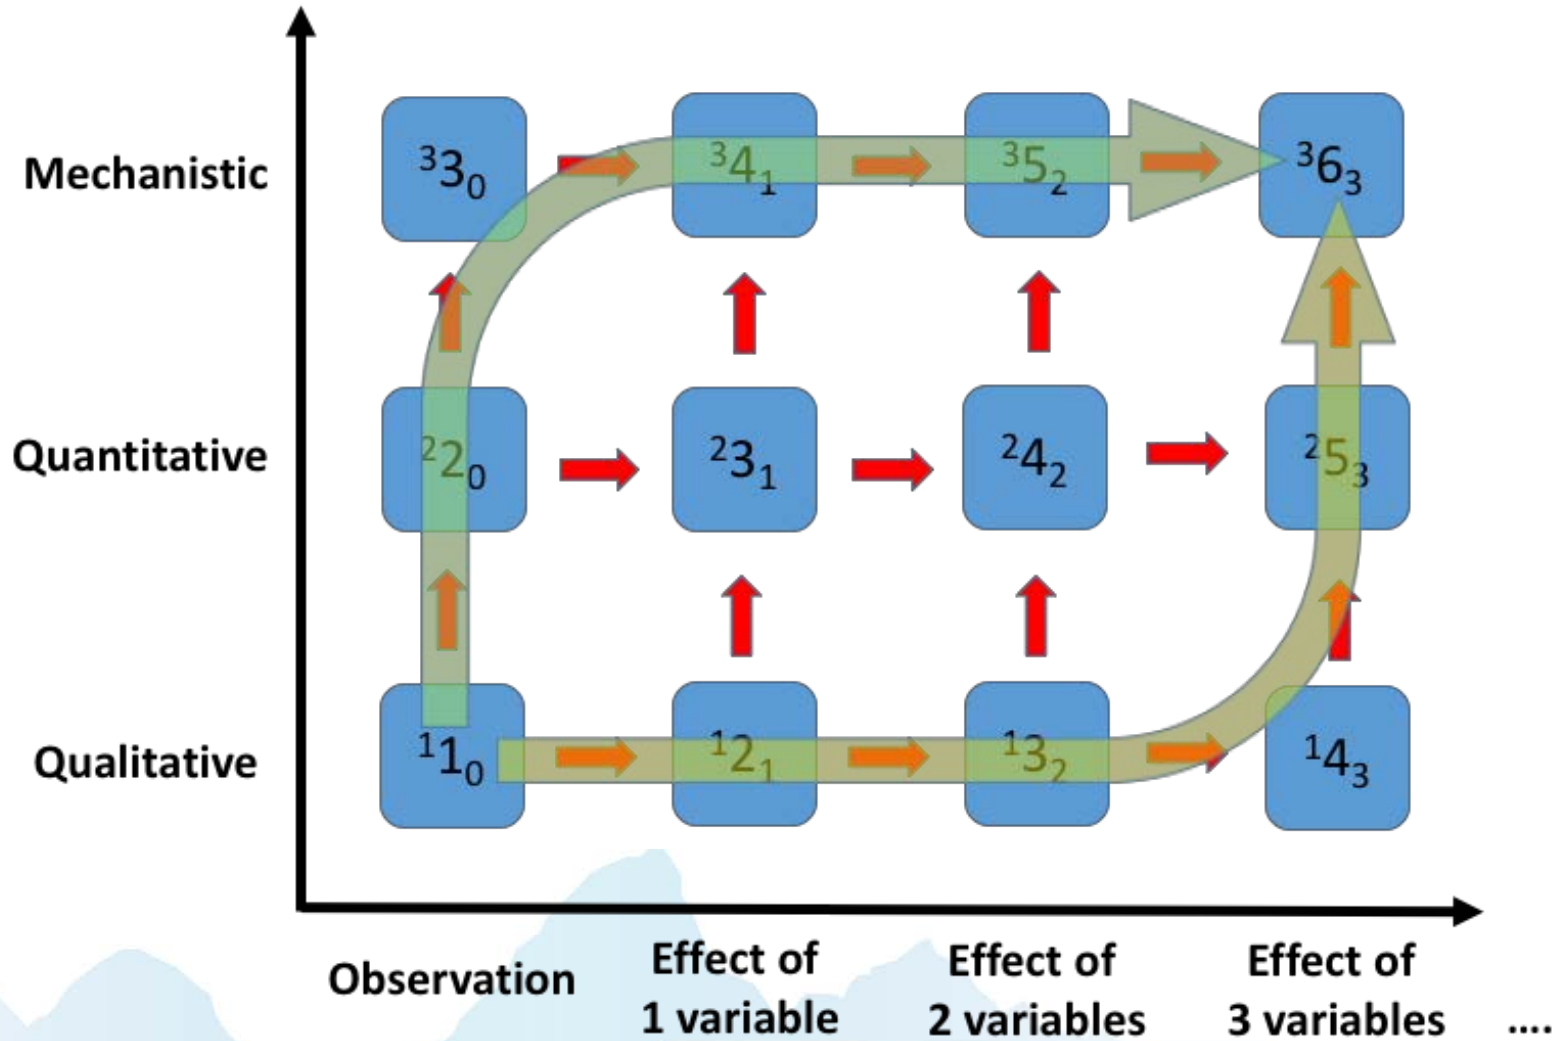 Mechanistic ³3₀ ³4₁ ³5₂ ³6₃
Quantitative ²2₀ ²3₁ ²4₂ ²5₃
Qualitative ¹1₀ ¹2₁ ¹3₂ ¹4₃
Observation
Effect of
1 variable
Effect of
2 variables
Effect of
3 variables
....